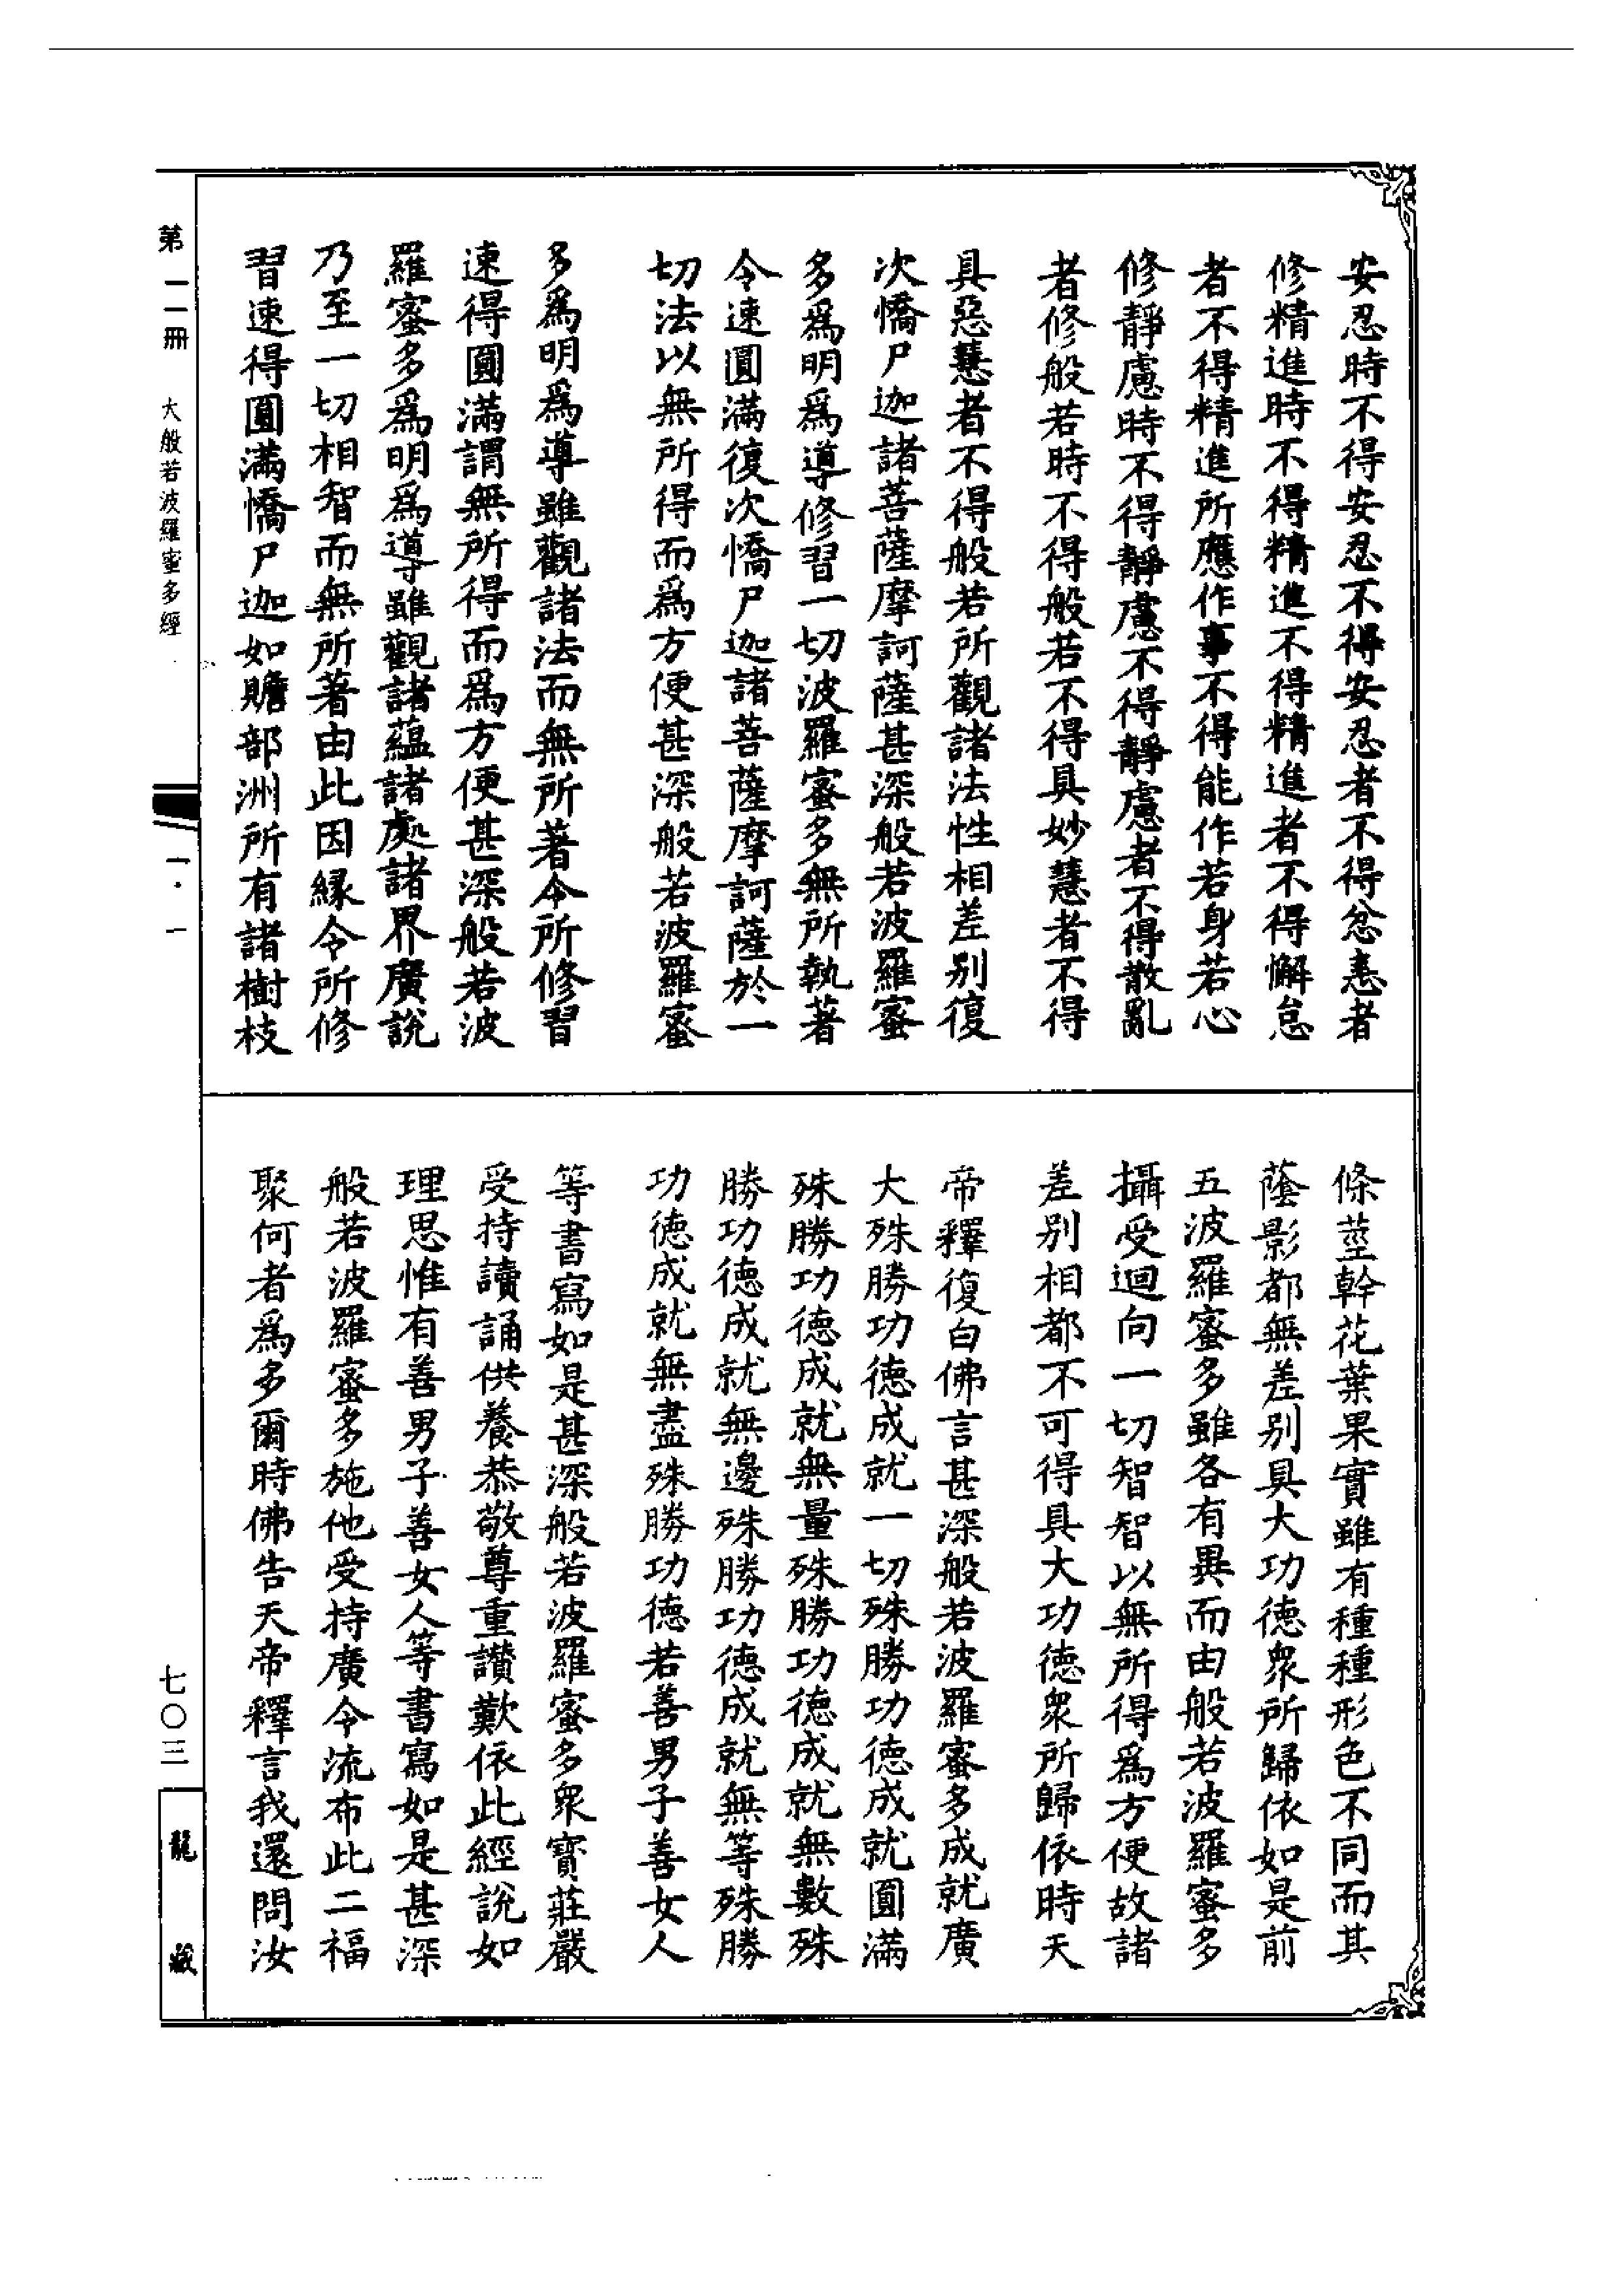 安忍時不得安忍不得安忍者不得忿恚者
修精進時不得精進不得精進者不得懈怠
者不得精進所應作事不得能作若身若心
修靜慮時不得靜慮不得靜慮者不得散亂
者修般若時不得般若不得具妙慧者不得
具惡慧者不得般若所觀諸法性相差别復
次憍尸迦諸菩薩摩訶薩甚深般若波羅蜜
多爲明爲導修習一切波羅蜜多無所執著
令速圓滿復次憍尸迦諸菩薩摩訶薩於一
切法以無所得而爲方便甚深般若波羅蜜
多爲明爲導雖觀諸法而無所著令所修習
速得圓滿謂無所得而爲方便甚深般若波
羅蜜多爲明爲導雖觀諸蘊諸處諸界廣說
乃至一切相智而無所著由此因緣令所修
習速得圓滿憍尸迦如贍部洲所有諸樹枝
條莖幹花葉果實雖有種種形色不同而其
蔭影都無差别具大功德衆所歸依如是前
五波羅蜜多雖各有異而由般若波羅蜜多
攝受迴向一切智智以無所得爲方便故諸
差别相都不可得具大功德衆所歸依時天
帝釋復白佛言甚深般若波羅蜜多成就廣
大殊勝功德成就一切殊勝功德成就圓滿
殊勝功德成就無量殊勝功德成就無數殊
勝功德成就無邊殊勝功德成就無等殊勝
功德成就無盡殊勝功德若善男子善女人
等書寫如是甚深般若波羅蜜多衆寶莊嚴
受持讀誦供養恭敬尊重讃歎依此經說如
理思惟有善男子善女人等書寫如是甚深
般若波羅蜜多施他受持廣令流布此二福
聚何者爲多爾時佛告天帝釋言我還問汝
第二冊 大般若波羅蜜多經
一·一
七〇三
龍藏